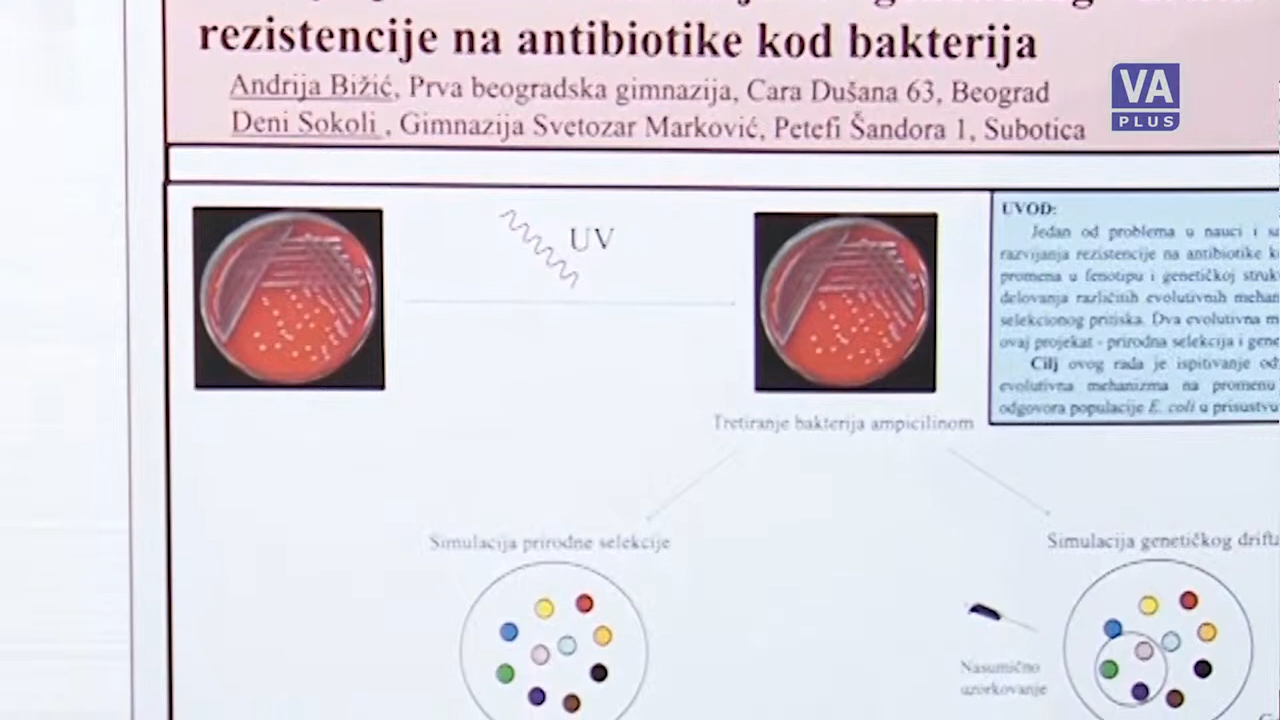 rezistencije na antibiotike kod bakterija
Andrija Bižić, Prva beogradska gimnazija, Cara Dušana 63, Beograd
Deni Sokoli , Gimnazija Svetozar Marković, Petefi Šandora 1, Subotica
VA
PLUS
UV
UVOD:
Jedan od problema u nauci i
razvijanja rezistencije na antibiotike
promena u fenotipu i genetičkoj
delovanja različitih evolutivnih
selekcionog pritiska. Dva evolutivna
ovaj projekat - prirodna selekcija i
Cilj ovog rada je ispitivanje
evolutivna mehanizma na promenu
odgovora populacije E. coli u
Tretiranje bakterija ampicilinom
Simulacija prirodne selekcije
Simulacija genetičkog drifta
Nasumično
uzorkovanje